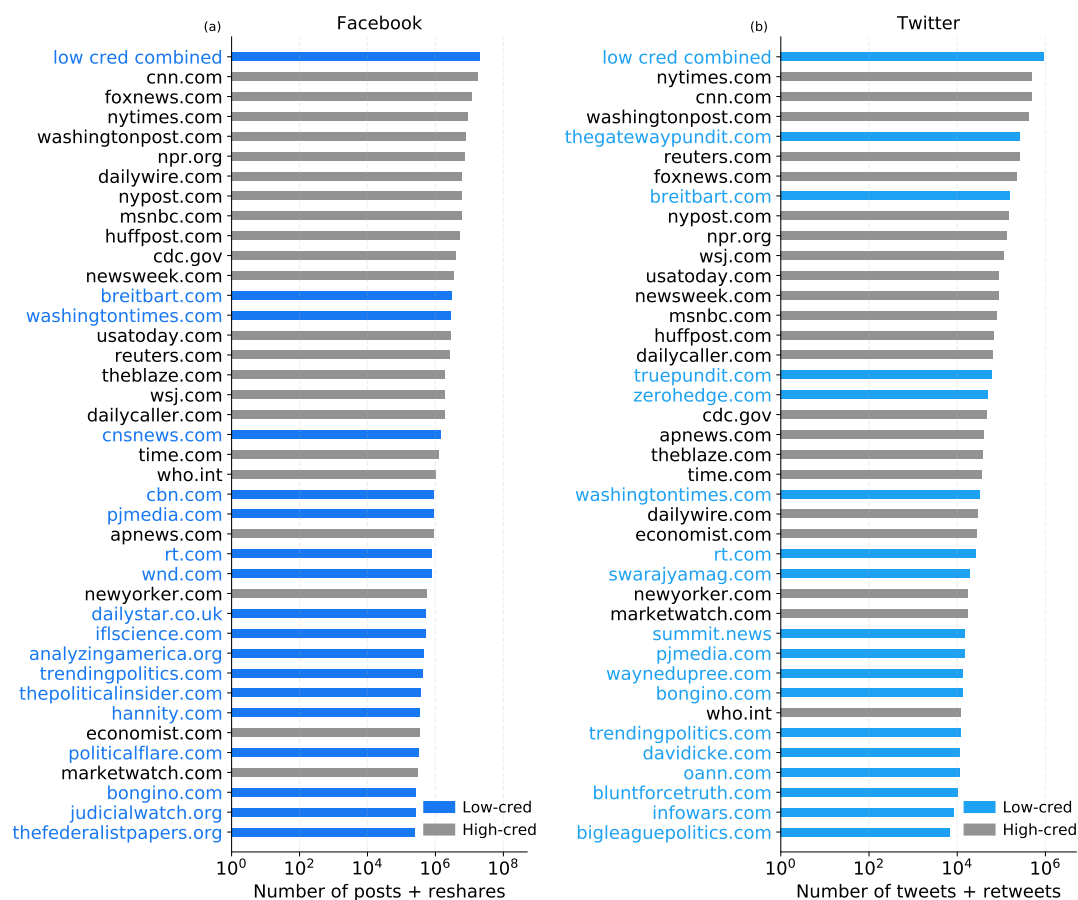 (a)
Facebook
low cred combined
cnn.com
foxnews.com
nytimes.com
washingtonpost.com
npr.org
dailywire.com
nypost.com
msnbc.com
huffpost.com
cdc.gov
newsweek.com
breitbart.com
washingtontimes.com
usatoday.com
reuters.com
theblaze.com
wsj.com
dailycaller.com
cnsnews.com
time.com
who.int
cbn.com
pjmedia.com
apnews.com
rt.com
wnd.com
newyorker.com
dailystar.co.uk
iflscience.com
analyzingamerica.org
trendingpolitics.com
thepoliticalinsider.com
hannity.com
economist.com
politicalflare.com
marketwatch.com
bongino.com
judicialwatch.org
thefederalistpapers.org
Low-cred
High-cred
10^0 10^2 10^4 10^6 10^8
Number of posts + reshares
(b)
Twitter
low cred combined
nytimes.com
cnn.com
washingtonpost.com
thegatewaypundit.com
reuters.com
foxnews.com
breitbart.com
nypost.com
npr.org
wsj.com
usatoday.com
newsweek.com
msnbc.com
huffpost.com
dailycaller.com
truepundit.com
zerohedge.com
cdc.gov
apnews.com
theblaze.com
time.com
washingtontimes.com
dailywire.com
economist.com
rt.com
swarajyamag.com
newyorker.com
marketwatch.com
summit.news
pjmedia.com
waynedupree.com
bongino.com
who.int
trendingpolitics.com
davidicke.com
oann.com
bluntforcetruth.com
infowars.com
bigleaguepolitics.com
Low-cred
High-cred
10^0 10^2 10^4 10^6
Number of tweets + retweets